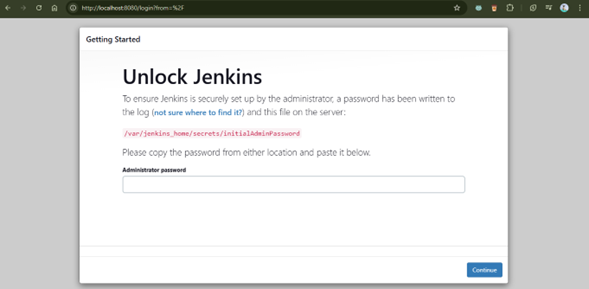 http://localhost:8080/login?from=%2F
Getting Started
Unlock Jenkins
To ensure Jenkins is securely set up by the administrator, a password has been written to
the log (not sure where to find it?) and this file on the server:
/var/jenkins_home/secrets/initialAdminPassword
Please copy the password from either location and paste it below.
Administrator password
Continue